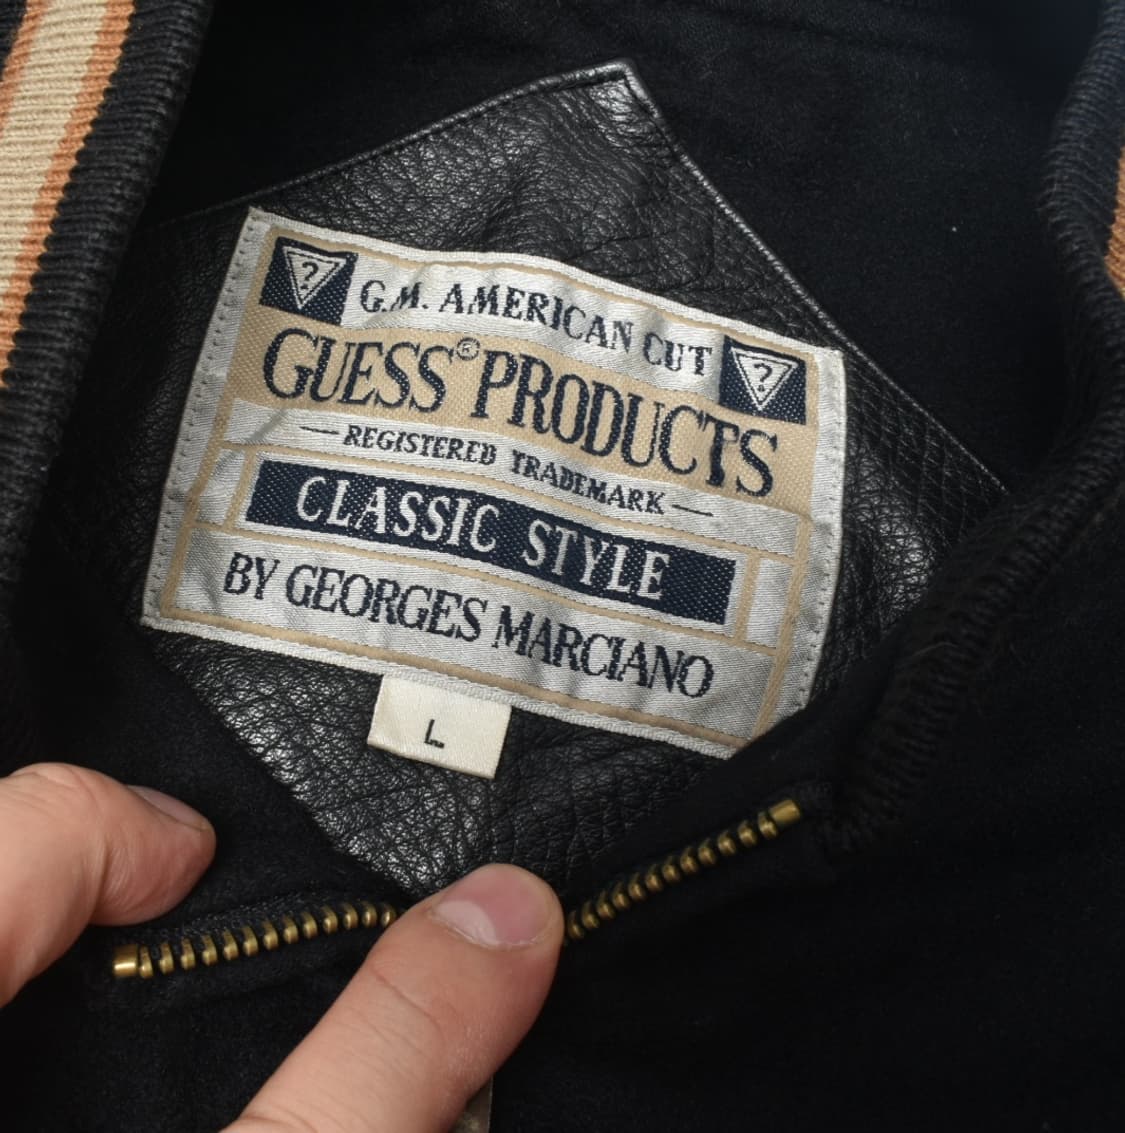 ?
G.M. AMERICAN CUT
?
GUESS® PRODUCTS
— REGISTERED TRADEMARK —
CLASSIC STYLE
BY GEORGES MARCIANO
L